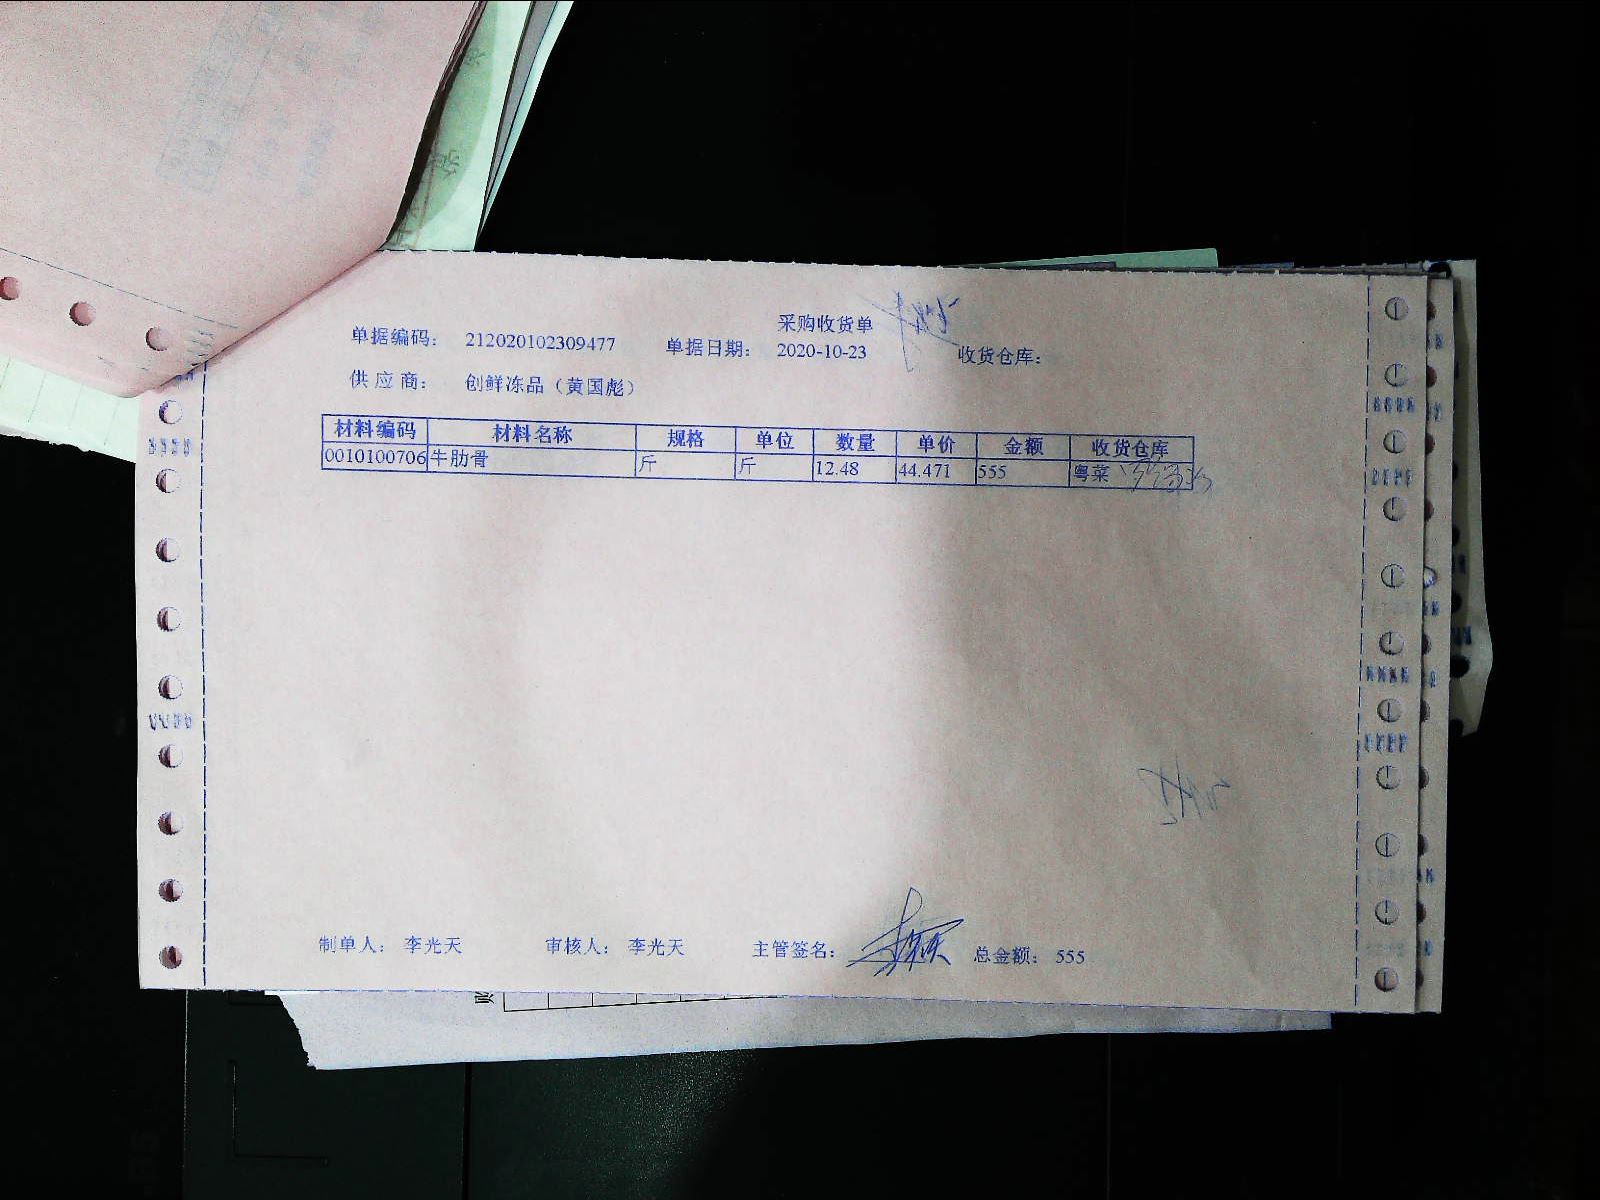 采购收货单
单据编码： 212020102309477 单据日期： 2020-10-23 收货仓库：
供 应 商： 创鲜冻品（黄国彪）
材料编码 材料名称 规格 单位 数量 单价 金额 收货仓库
0010100706 牛肋骨 斤 斤 12.48 44.471 555 粤菜
制单人： 李光天 审核人： 李光天 主管签名： 总金额： 555